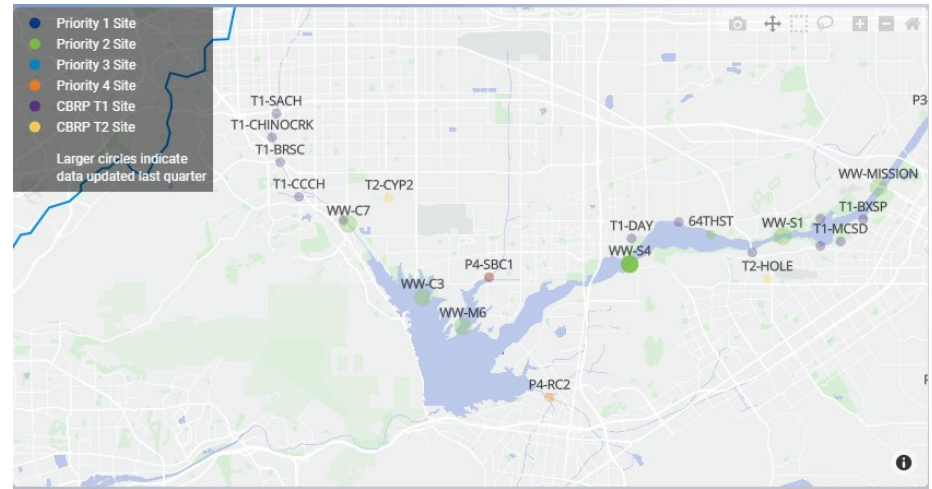 Priority 1 Site
Priority 2 Site
Priority 3 Site
Priority 4 Site
CBRP T1 Site
CBRP T2 Site
Larger circles indicate
data updated last quarter
P3
T1-SACH
T1-CHINOCRK
T1-BRSC
T1-CCCH
T2-CYP2
WW-C7
WW-MISSION
T1-BXSP
64THST
WW-S1
T1-DAY
T1-MCSD
WW-S4
P4-SBC1
T2-HOLE
WW-C3
WW-M6
P4-RC2